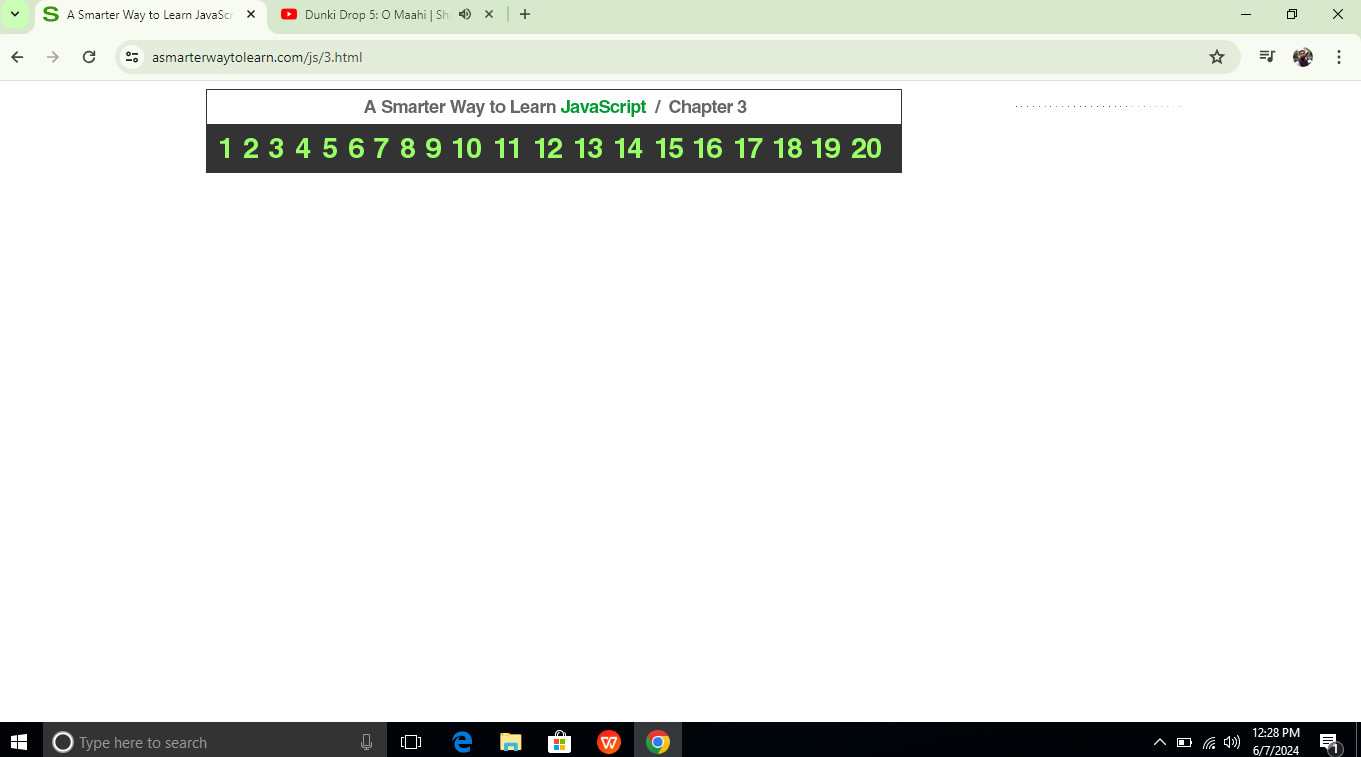 A Smarter Way to Learn JavaScr
Dunki Drop 5: O Maahi | Sh
asmarterwaytolearn.com/js/3.html
A Smarter Way to Learn JavaScript / Chapter 3
1 2 3 4 5 6 7 8 9 10 11 12 13 14 15 16 17 18 19 20
Type here to search
12:28 PM
6/7/2024
1